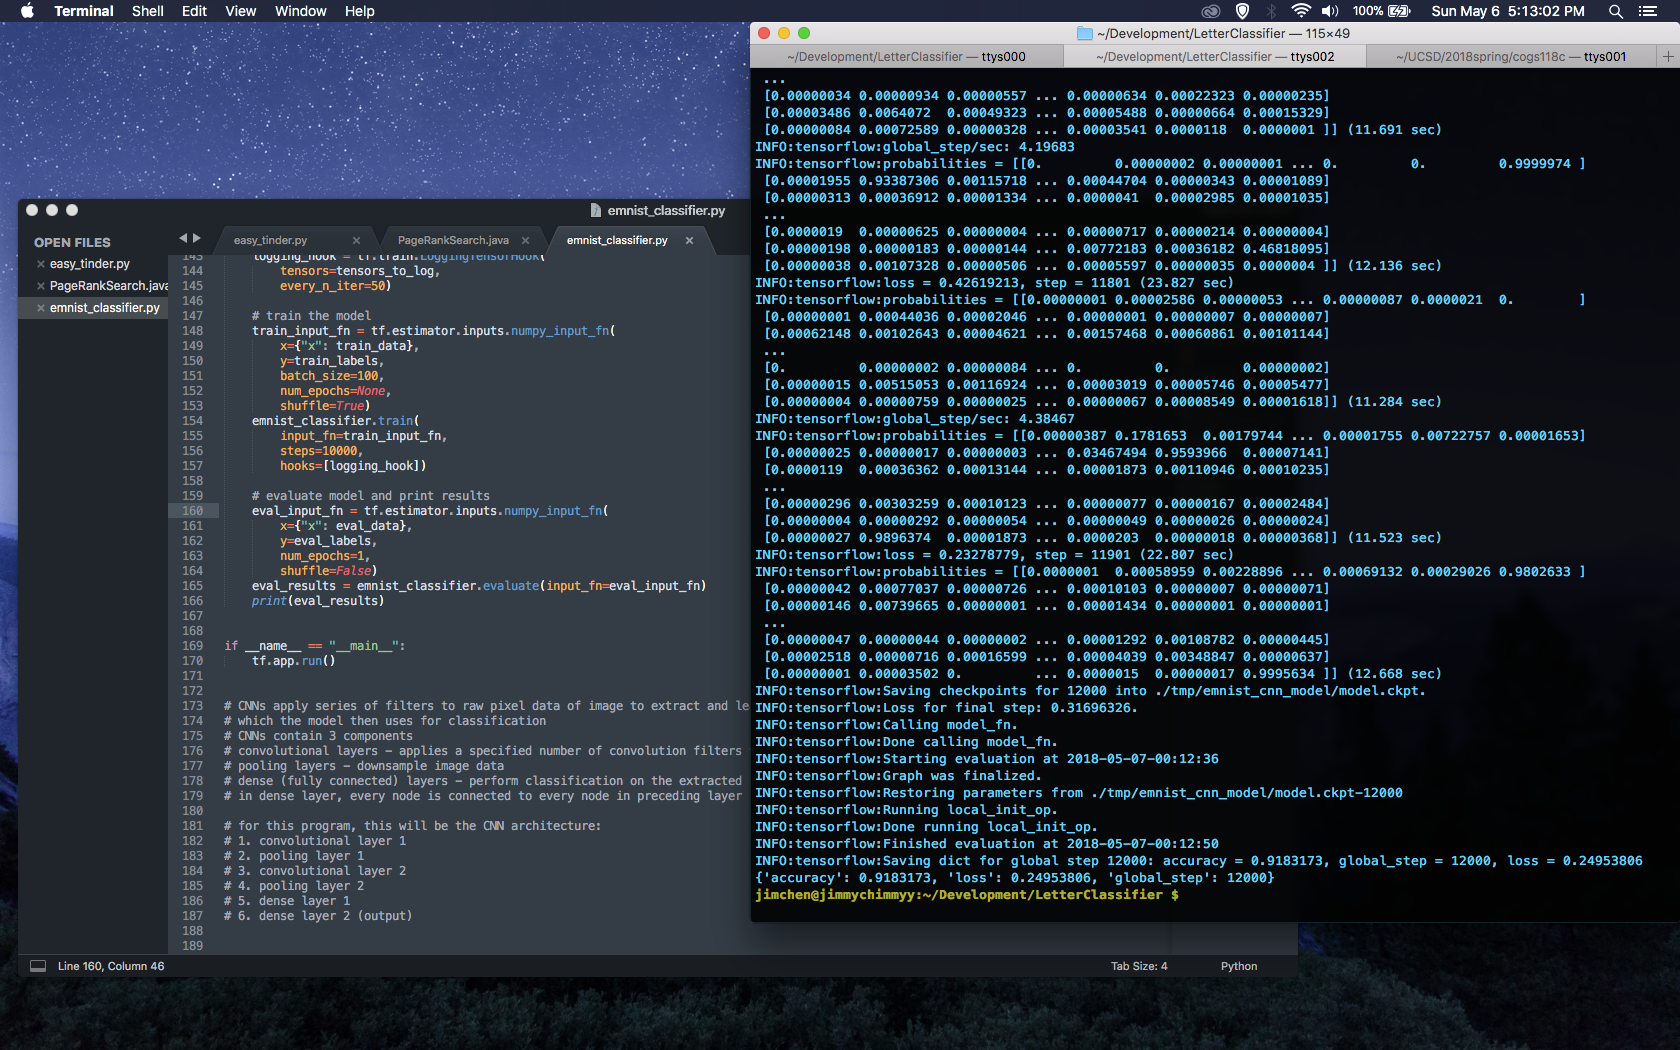 Terminal Shell Edit View Window Help 100% Sun May 6 5:13:02 PM
emnist_classifier.py
OPEN FILES
easy_tinder.py
PageRankSearch.java
emnist_classifier.py
easy_tinder.py PageRankSearch.java emnist_classifier.py
143 logging_hook = tf.train.LoggingTensorHook(
144 tensors=tensors_to_log,
145 every_n_iter=50)
146
147 # train the model
148 train_input_fn = tf.estimator.inputs.numpy_input_fn(
149 x={"x": train_data},
150 y=train_labels,
151 batch_size=100,
152 num_epochs=None,
153 shuffle=True)
154 emnist_classifier.train(
155 input_fn=train_input_fn,
156 steps=10000,
157 hooks=[logging_hook])
158
159 # evaluate model and print results
160 eval_input_fn = tf.estimator.inputs.numpy_input_fn(
161 x={"x": eval_data},
162 y=eval_labels,
163 num_epochs=1,
164 shuffle=False)
165 eval_results = emnist_classifier.evaluate(input_fn=eval_input_fn)
166 print(eval_results)
167
168
169 if __name__ == "__main__":
170 tf.app.run()
171
172
173 # CNNs apply series of filters to raw pixel data of image to extract and le
174 # which the model then uses for classification
175 # CNNs contain 3 components
176 # convolutional layers - applies a specified number of convolution filters
177 # pooling layers - downsample image data
178 # dense (fully connected) layers - perform classification on the extracted
179 # in dense layer, every node is connected to every node in preceding layer
180
181 # for this program, this will be the CNN architecture:
182 # 1. convolutional layer 1
183 # 2. pooling layer 1
184 # 3. convolutional layer 2
185 # 4. pooling layer 2
186 # 5. dense layer 1
187 # 6. dense layer 2 (output)
188
189
Line 160, Column 46 Tab Size: 4 Python
~/Development/LetterClassifier — 115×49
~/Development/LetterClassifier — ttys000 ~/Development/LetterClassifier — ttys002 ~/UCSD/2018spring/cogs118c — ttys001
...
[0.00000034 0.00000934 0.00000557 ... 0.00000634 0.00022323 0.00000235]
[0.00003486 0.0064072 0.00049323 ... 0.00005488 0.00000664 0.00015329]
[0.00000084 0.00072589 0.00000328 ... 0.00003541 0.0000118 0.0000001 ]] (11.691 sec)
INFO:tensorflow:global_step/sec: 4.19683
INFO:tensorflow:probabilities = [[0. 0.00000002 0.00000001 ... 0. 0. 0.9999974 ]
[0.00001955 0.93387306 0.00115718 ... 0.00044704 0.00000343 0.00001089]
[0.00000313 0.00036912 0.00001334 ... 0.0000041 0.00002985 0.00001035]
...
[0.0000019 0.00000625 0.00000004 ... 0.00000717 0.00000214 0.00000004]
[0.00000198 0.00000183 0.00000144 ... 0.00772183 0.00036182 0.46818095]
[0.00000038 0.00107328 0.00000506 ... 0.00005597 0.00000035 0.0000004 ]] (12.136 sec)
INFO:tensorflow:loss = 0.42619213, step = 11801 (23.827 sec)
INFO:tensorflow:probabilities = [[0.00000001 0.00002586 0.00000053 ... 0.00000087 0.0000021 0. ]
[0.00000001 0.00044036 0.00002046 ... 0.00000001 0.00000007 0.00000007]
[0.00062148 0.00102643 0.00004621 ... 0.00157468 0.00060861 0.00101144]
...
[0. 0.00000002 0.00000084 ... 0. 0. 0.00000002]
[0.00000015 0.00515053 0.00116924 ... 0.00003019 0.00005746 0.00005477]
[0.00000004 0.00000759 0.00000025 ... 0.00000067 0.00008549 0.00001618]] (11.284 sec)
INFO:tensorflow:global_step/sec: 4.38467
INFO:tensorflow:probabilities = [[0.00000387 0.1781653 0.00179744 ... 0.00001755 0.00722757 0.00001653]
[0.00000025 0.00000017 0.00000003 ... 0.03467494 0.9593966 0.00007141]
[0.0000119 0.00036362 0.00013144 ... 0.00001873 0.00110946 0.00010235]
...
[0.00000296 0.00303259 0.00010123 ... 0.00000077 0.00000167 0.00002484]
[0.00000004 0.00000292 0.00000054 ... 0.00000049 0.00000026 0.00000024]
[0.00000027 0.9896374 0.00001873 ... 0.0000203 0.00000018 0.00000368]] (11.523 sec)
INFO:tensorflow:loss = 0.23278779, step = 11901 (22.807 sec)
INFO:tensorflow:probabilities = [[0.0000001 0.00058959 0.00228896 ... 0.00069132 0.00029026 0.9802633 ]
[0.00000042 0.00077037 0.00000726 ... 0.00010103 0.00000007 0.00000071]
[0.00000146 0.00739665 0.00000001 ... 0.00001434 0.00000001 0.00000001]
...
[0.00000047 0.00000044 0.00000002 ... 0.00001292 0.00108782 0.00000445]
[0.00002518 0.00000716 0.00016599 ... 0.00004039 0.00348847 0.00000637]
[0.00000001 0.00003502 0. ... 0.0000015 0.00000017 0.9995634 ]] (12.668 sec)
INFO:tensorflow:Saving checkpoints for 12000 into ./tmp/emnist_cnn_model/model.ckpt.
INFO:tensorflow:Loss for final step: 0.31696326.
INFO:tensorflow:Calling model_fn.
INFO:tensorflow:Done calling model_fn.
INFO:tensorflow:Starting evaluation at 2018-05-07-00:12:36
INFO:tensorflow:Graph was finalized.
INFO:tensorflow:Restoring parameters from ./tmp/emnist_cnn_model/model.ckpt-12000
INFO:tensorflow:Running local_init_op.
INFO:tensorflow:Done running local_init_op.
INFO:tensorflow:Finished evaluation at 2018-05-07-00:12:50
INFO:tensorflow:Saving dict for global step 12000: accuracy = 0.9183173, global_step = 12000, loss = 0.24953806
{'accuracy': 0.9183173, 'loss': 0.24953806, 'global_step': 12000}
jimchen@jimmychimmyy:~/Development/LetterClassifier $